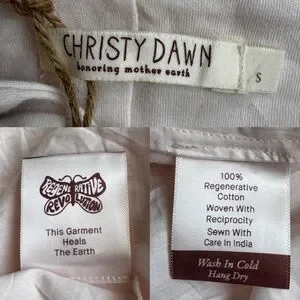 CHRISTY DAWN
honoring mother earth
S
REGENERATIVE
REVOLUTION
This Garment
Heals
The Earth
100%
Regenerative
Cotton
Woven With
Reciprocity
Sewn With
Care In India
Wash In Cold
Hang Dry